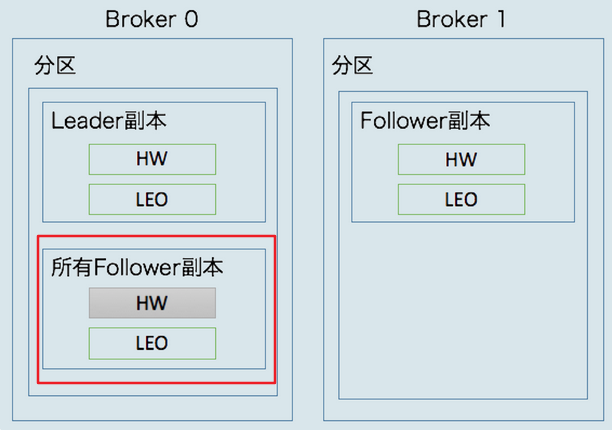 Broker 0
分区
Leader副本
HW
LEO
所有Follower副本
HW
LEO
Broker 1
分区
Follower副本
HW
LEO